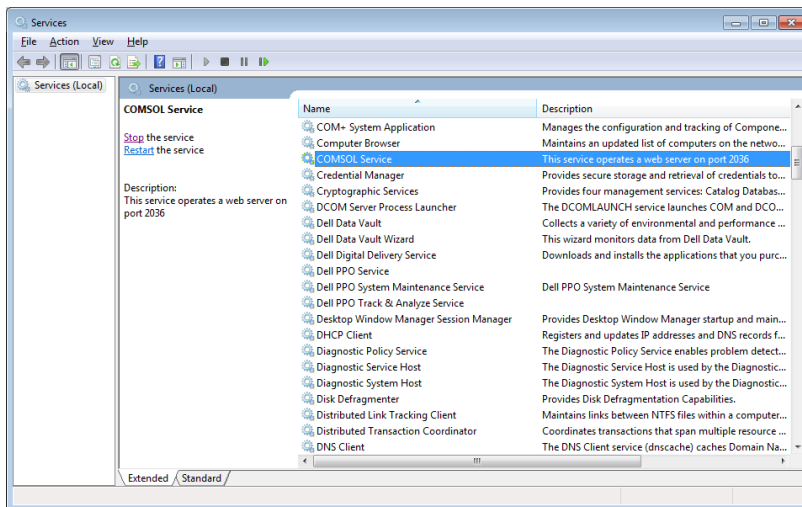 Services
File Action View Help
Services (Local)
Services (Local)
COMSOL Service
Stop the service
Restart the service
Description:
This service operates a web server on
port 2036
Name Description
COM+ System Application Manages the configuration and tracking of Compone...
Computer Browser Maintains an updated list of computers on the netwo...
COMSOL Service This service operates a web server on port 2036
Credential Manager Provides secure storage and retrieval of credentials to...
Cryptographic Services Provides four management services: Catalog Databas...
DCOM Server Process Launcher The DCOMLAUNCH service launches COM and DCO...
Dell Data Vault Collects a variety of environmental and performance ...
Dell Data Vault Wizard This wizard monitors data from Dell Data Vault.
Dell Digital Delivery Service Downloads and installs the applications that you purc...
Dell PPO Service
Dell PPO System Maintenance Service Dell PPO System Maintenance Service
Dell PPO Track & Analyze Service
Desktop Window Manager Session Manager Provides Desktop Window Manager startup and main...
DHCP Client Registers and updates IP addresses and DNS records f...
Diagnostic Policy Service The Diagnostic Policy Service enables problem detect...
Diagnostic Service Host The Diagnostic Service Host is used by the Diagnostic...
Diagnostic System Host The Diagnostic System Host is used by the Diagnostic...
Disk Defragmenter Provides Disk Defragmentation Capabilities.
Distributed Link Tracking Client Maintains links between NTFS files within a computer...
Distributed Transaction Coordinator Coordinates transactions that span multiple resource ...
DNS Client The DNS Client service (dnscache) caches Domain Na...
Extended Standard